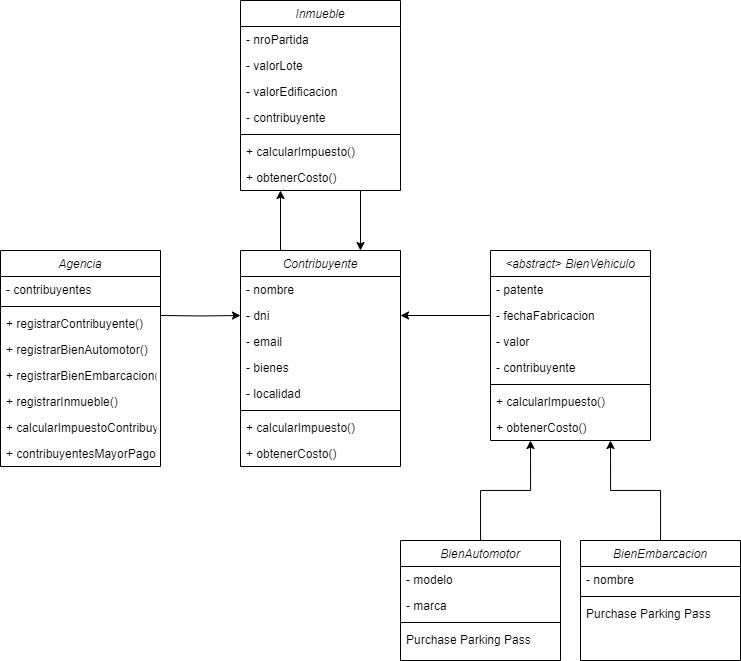 Inmueble
- nroPartida
- valorLote
- valorEdificacion
- contribuyente
+ calcularImpuesto()
+ obtenerCosto()
Agencia
- contribuyentes
+ registrarContribuyente()
+ registrarBienAutomotor()
+ registrarBienEmbarcacion(
+ registrarInmueble()
+ calcularImpuestoContribuy
+ contribuyentesMayorPago
Contribuyente
- nombre
- dni
- email
- bienes
- localidad
+ calcularImpuesto()
+ obtenerCosto()
<abstract> BienVehiculo
- patente
- fechaFabricacion
- valor
- contribuyente
+ calcularImpuesto()
+ obtenerCosto()
BienAutomotor
- modelo
- marca
Purchase Parking Pass
BienEmbarcacion
- nombre
Purchase Parking Pass